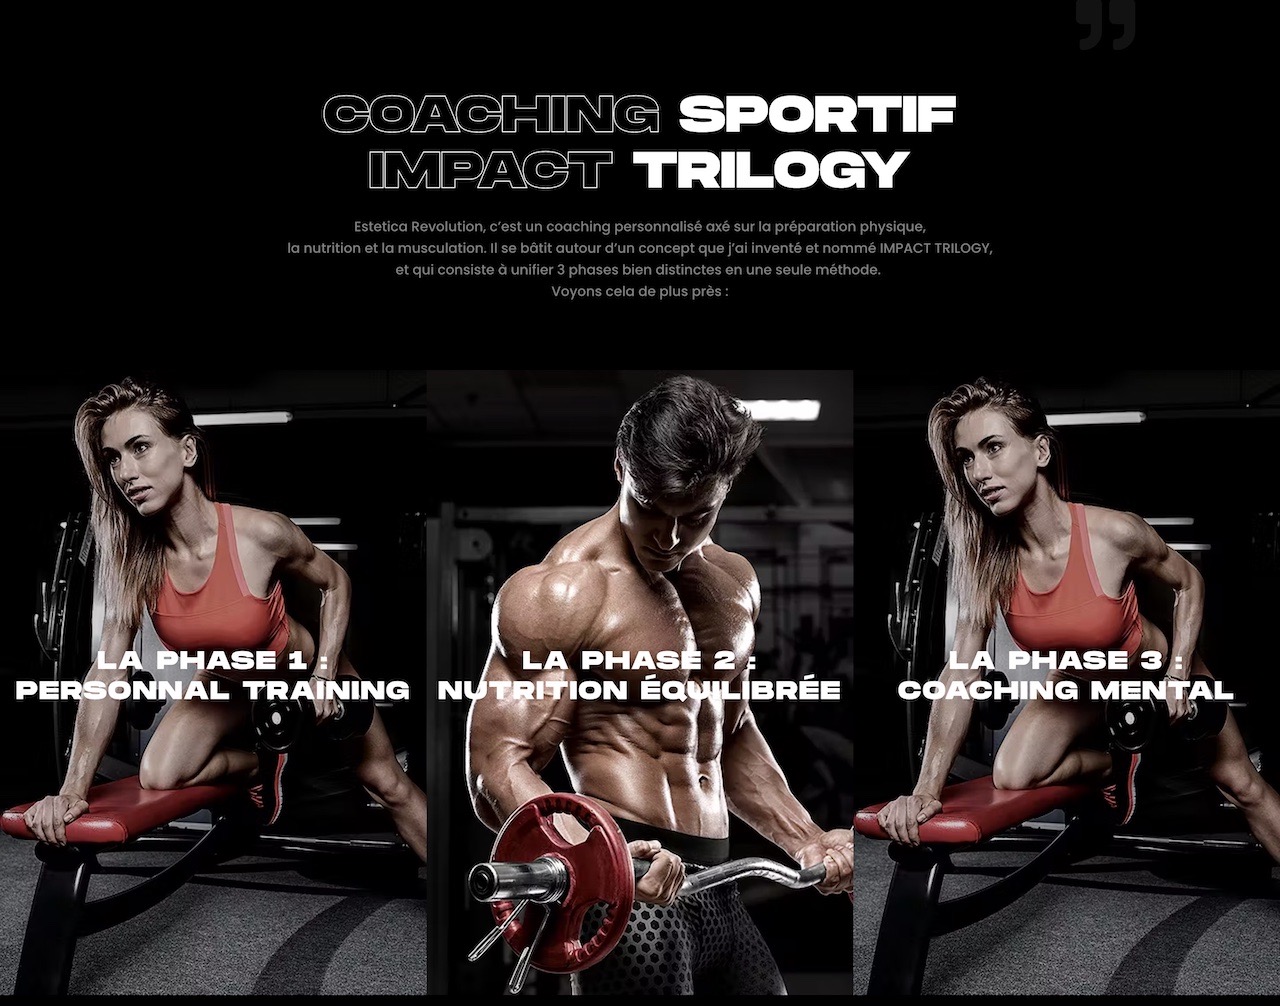 COACHING SPORTIF
IMPACT TRILOGY
Estetica Revolution, c’est un coaching personnalisé axé sur la préparation physique,
la nutrition et la musculation. Il se bâtit autour d’un concept que j’ai inventé et nommé IMPACT TRILOGY,
et qui consiste à unifier 3 phases bien distinctes en une seule méthode.
Voyons cela de plus près :
LA PHASE 1 :
PERSONNAL TRAINING
LA PHASE 2 :
NUTRITION ÉQUILIBRÉE
LA PHASE 3 :
COACHING MENTAL